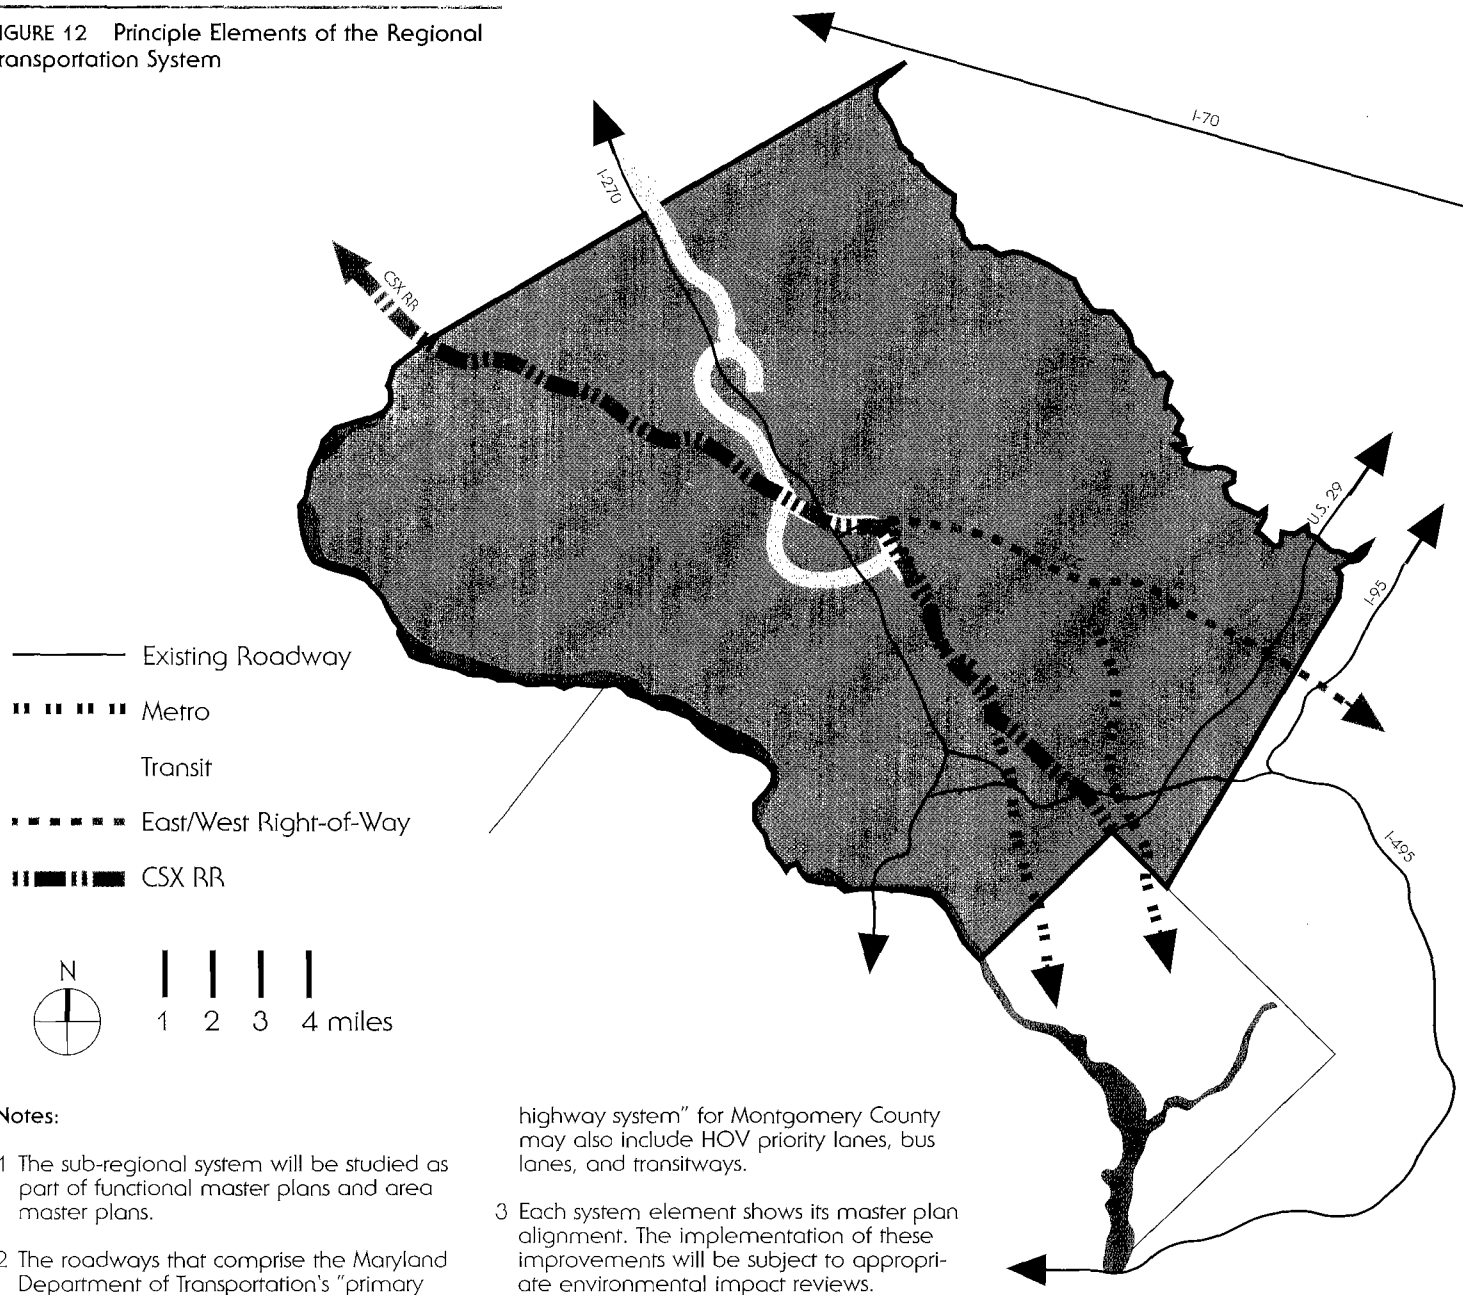 IGURE 12 Principle Elements of the Regional
ransportation System
I-70
I-270
CSX RR
U.S. 29
I-95
I-495
Existing Roadway
Metro
Transit
East/West Right-of-Way
CSX RR
N
1 2 3 4 miles
Notes:
1 The sub-regional system will be studied as
part of functional master plans and area
master plans.
2 The roadways that comprise the Maryland
Department of Transportation's "primary
highway system" for Montgomery County
may also include HOV priority lanes, bus
lanes, and transitways.
3 Each system element shows its master plan
alignment. The implementation of these
improvements will be subject to appropri-
ate environmental impact reviews.